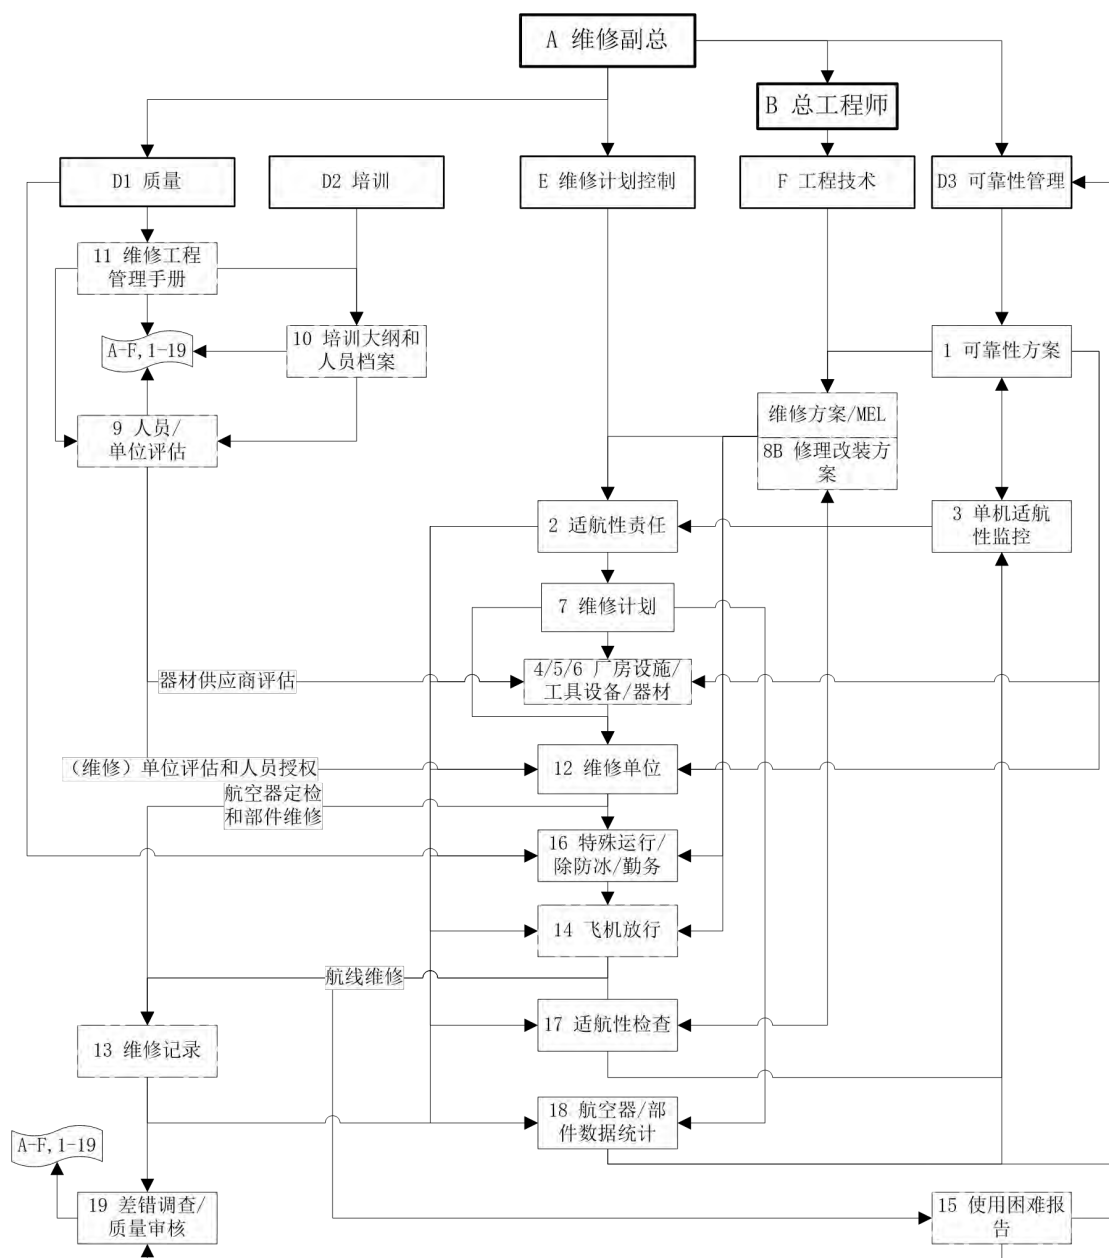 A 维修副总
B 总工程师
D1 质量
D2 培训
E 维修计划控制
F 工程技术
D3 可靠性管理
11 维修工程
管理手册
A-F,1-19
10 培训大纲和
人员档案
1 可靠性方案
9 人员/
单位评估
维修方案/MEL
8B 修理改装方
案
2 适航性责任
3 单机适航
性监控
7 维修计划
器材供应商评估
4/5/6 厂房设施/
工具设备/器材
(维修)单位评估和人员授权
12 维修单位
航空器定检
和部件维修
16 特殊运行/
除防冰/勤务
14 飞机放行
航线维修
13 维修记录
17 适航性检查
18 航空器/部
件数据统计
A-F,1-19
19 差错调查/
质量审核
15 使用困难报
告